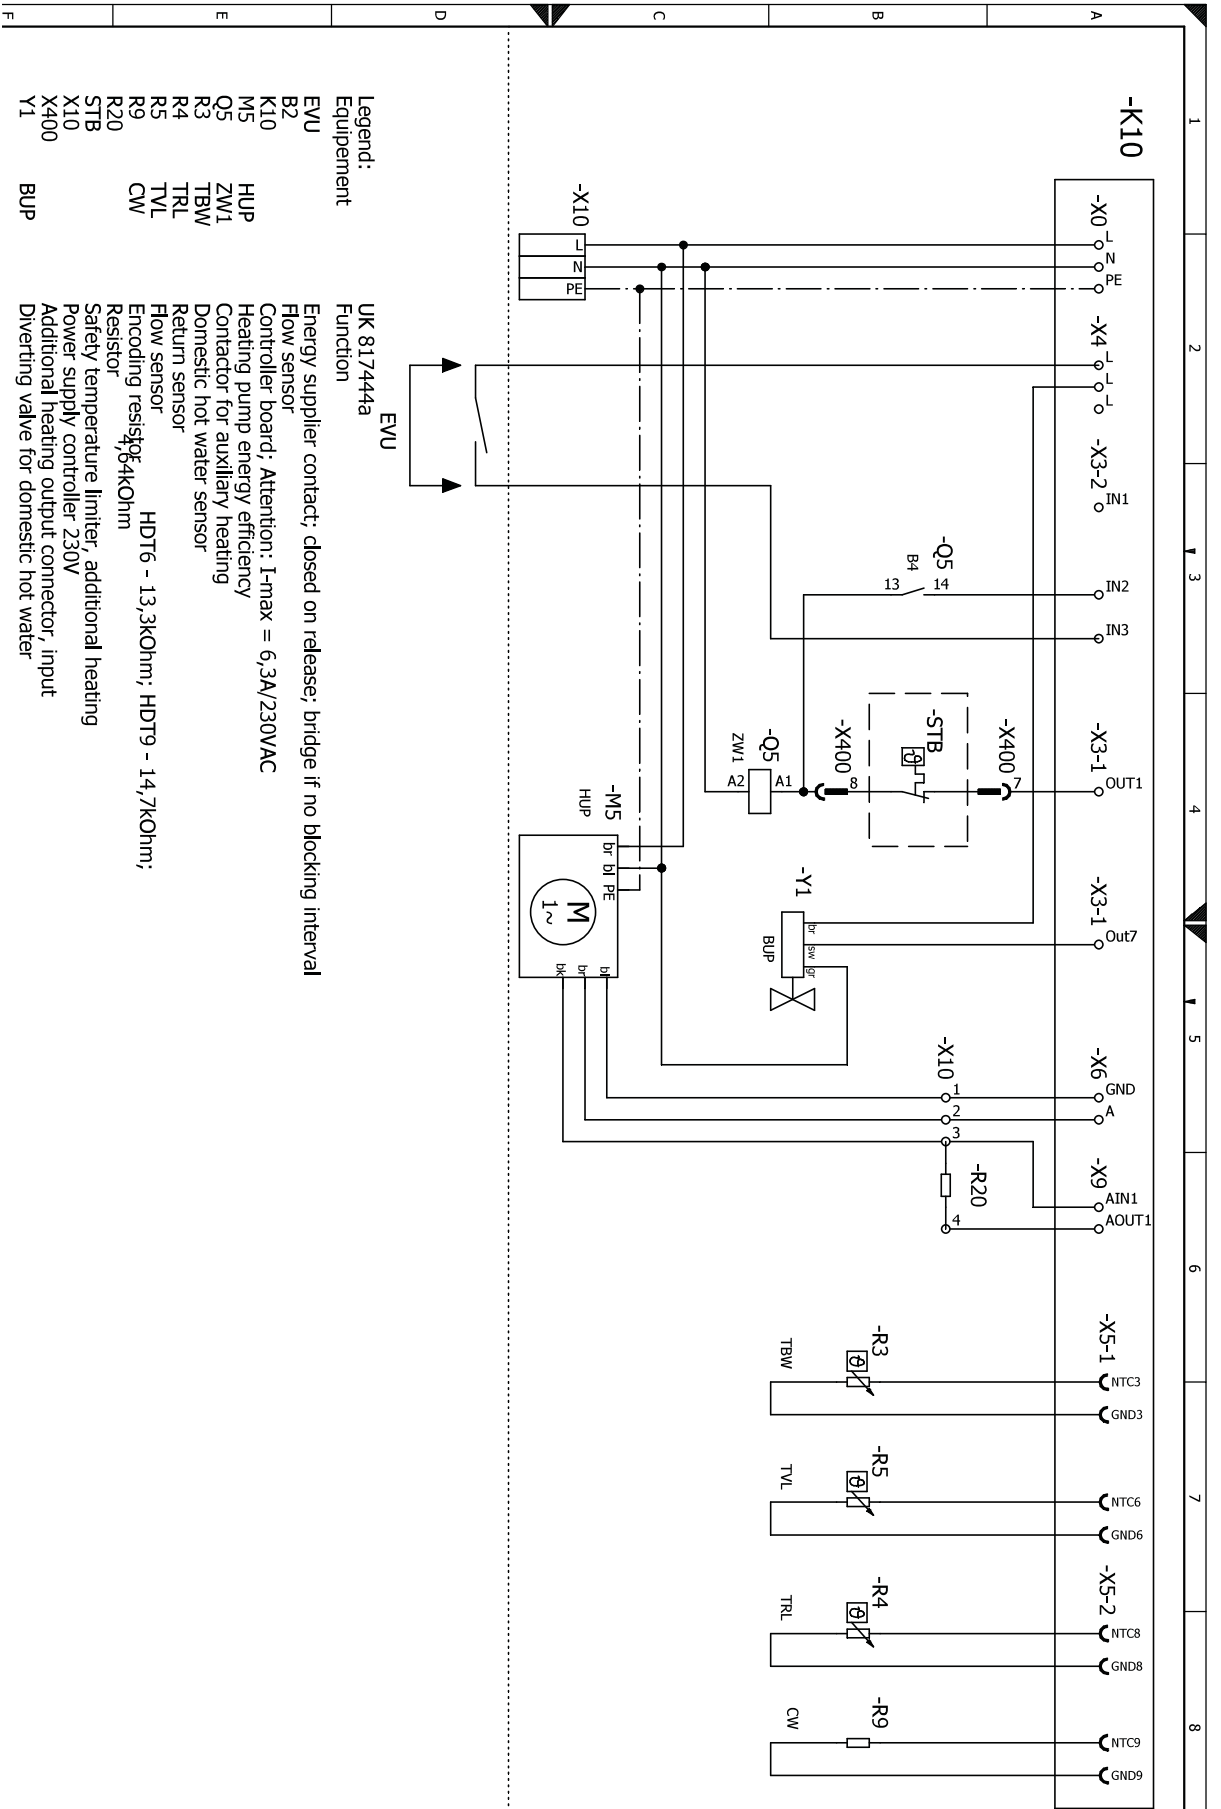 1
2
3
4
5
6
7
8
A
B
C
D
E
F
-K10
-X0
L
N
PE
-X4
L
L
L
-X3-2
IN1
IN2
IN3
-X3-1
OUT1
-X3-1
Out7
-X6
GND
A
-X9
AIN1
AOUT1
-X5-1
NTC3
GND3
NTC6
GND6
-X5-2
NTC8
GND8
NTC9
GND9
-Q5
B4
13
14
-X400
7
-STB
ϑ
-X400
8
-Q5
ZW1
A2
A1
-Y1
BUP
br
sw
gr
-X10
1
2
3
4
-R20
-R3
ϑ
TBW
-R5
ϑ
TVL
-R4
ϑ
TRL
-R9
CW
-X10
L
N
PE
-M5
HUP
br
bl
PE
M
1~
bk
br
bl
EVU
Legend: UK 817444a
Equipement Function
EVU Energy supplier contact; closed on release; bridge if no blocking interval
B2 Flow sensor
K10 Controller board; Attention: I-max = 6,3A/230VAC
M5 HUP Heating pump energy efficiency
Q5 ZW1 Contactor for auxiliary heating
R3 TBW Domestic hot water sensor
R4 TRL Return sensor
R5 TVL Flow sensor
R9 CW Encoding resistor HDT6 - 13,3kOhm; HDT9 - 14,7kOhm;
R20 Resistor 4,64kOhm
STB Safety temperature limiter, additional heating
X10 Power supply controller 230V
X400 Additional heating output connector, input
Y1 BUP Diverting valve for domestic hot water